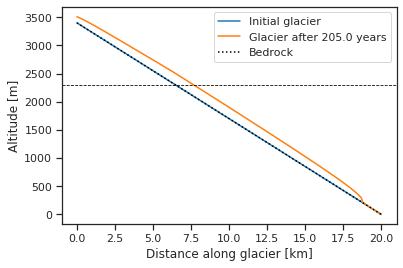 Initial glacier
Glacier after 205.0 years
Bedrock
3500
3000
2500
2000
1500
1000
500
0
Altitude [m]
0.0 2.5 5.0 7.5 10.0 12.5 15.0 17.5 20.0
Distance along glacier [km]